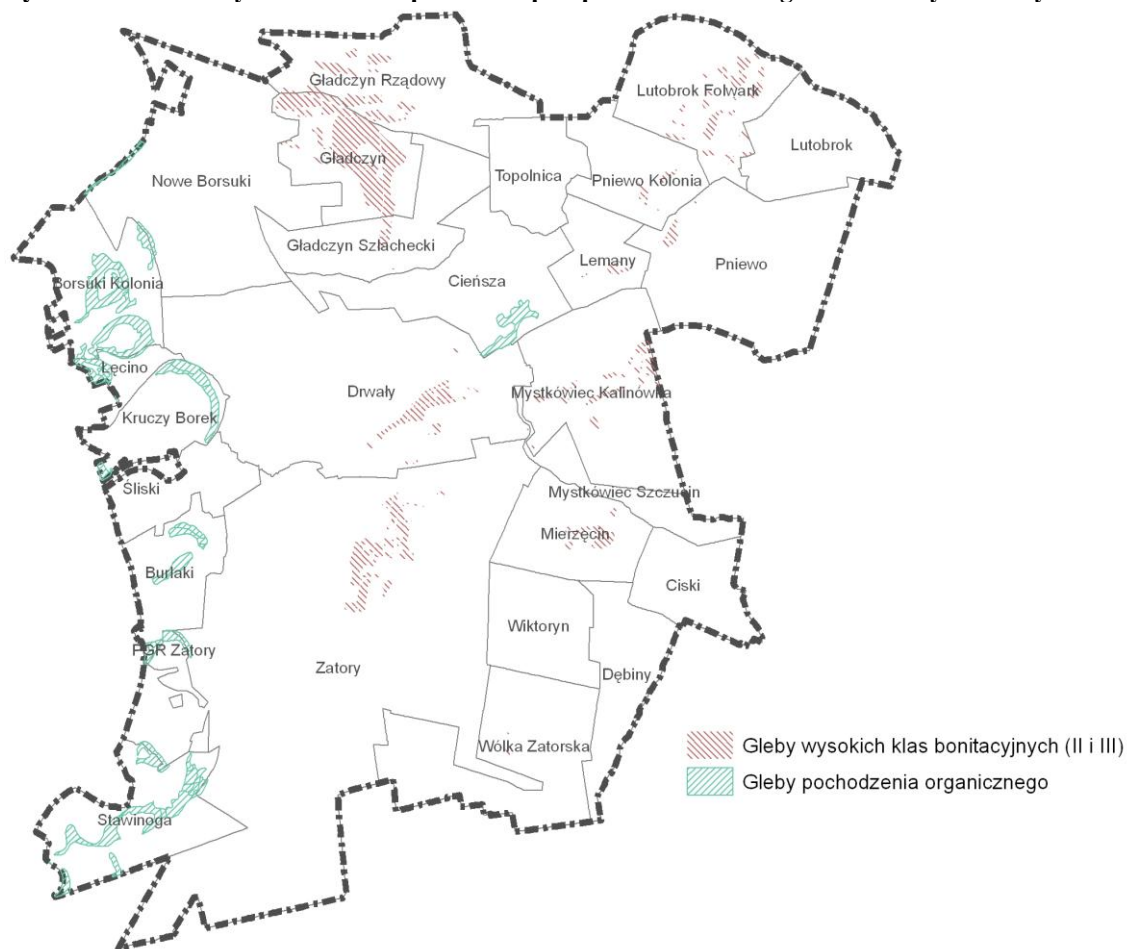 Gładczyn Rządowy
Lutobrok Folwark
Lutobrok
Gładczyn
Topolnica
Nowe Borsuki
Pniewo Kolonia
Gładczyn Szlachecki
Lemany
Pniewo
Cieńsza
Borsuki Kolonia
Łęcino
Drwały
Mystkówiec Kalinówka
Kruczy Borek
Śliski
Mystkówiec Szczucin
Mierzęcin
Burlaki
Ciski
Wiktoryn
PGR Zatory
Zatory
Dębiny
Wólka Zatorska
Gleby wysokich klas bonitacyjnych (II i III)
Gleby pochodzenia organicznego
Stawinoga